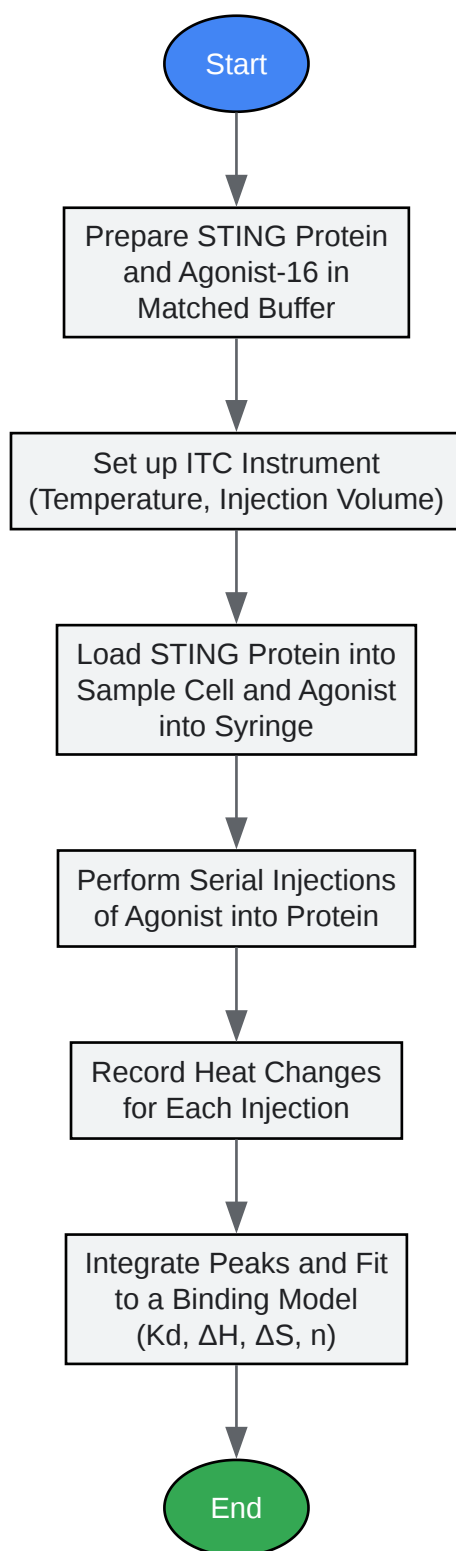 Start
Prepare STING Protein
and Agonist-16 in
Matched Buffer
Set up ITC Instrument
(Temperature, Injection Volume)
Load STING Protein into
Sample Cell and Agonist
into Syringe
Perform Serial Injections
of Agonist into Protein
Record Heat Changes
for Each Injection
Integrate Peaks and Fit
to a Binding Model
(Kd, ΔH, ΔS, n)
End